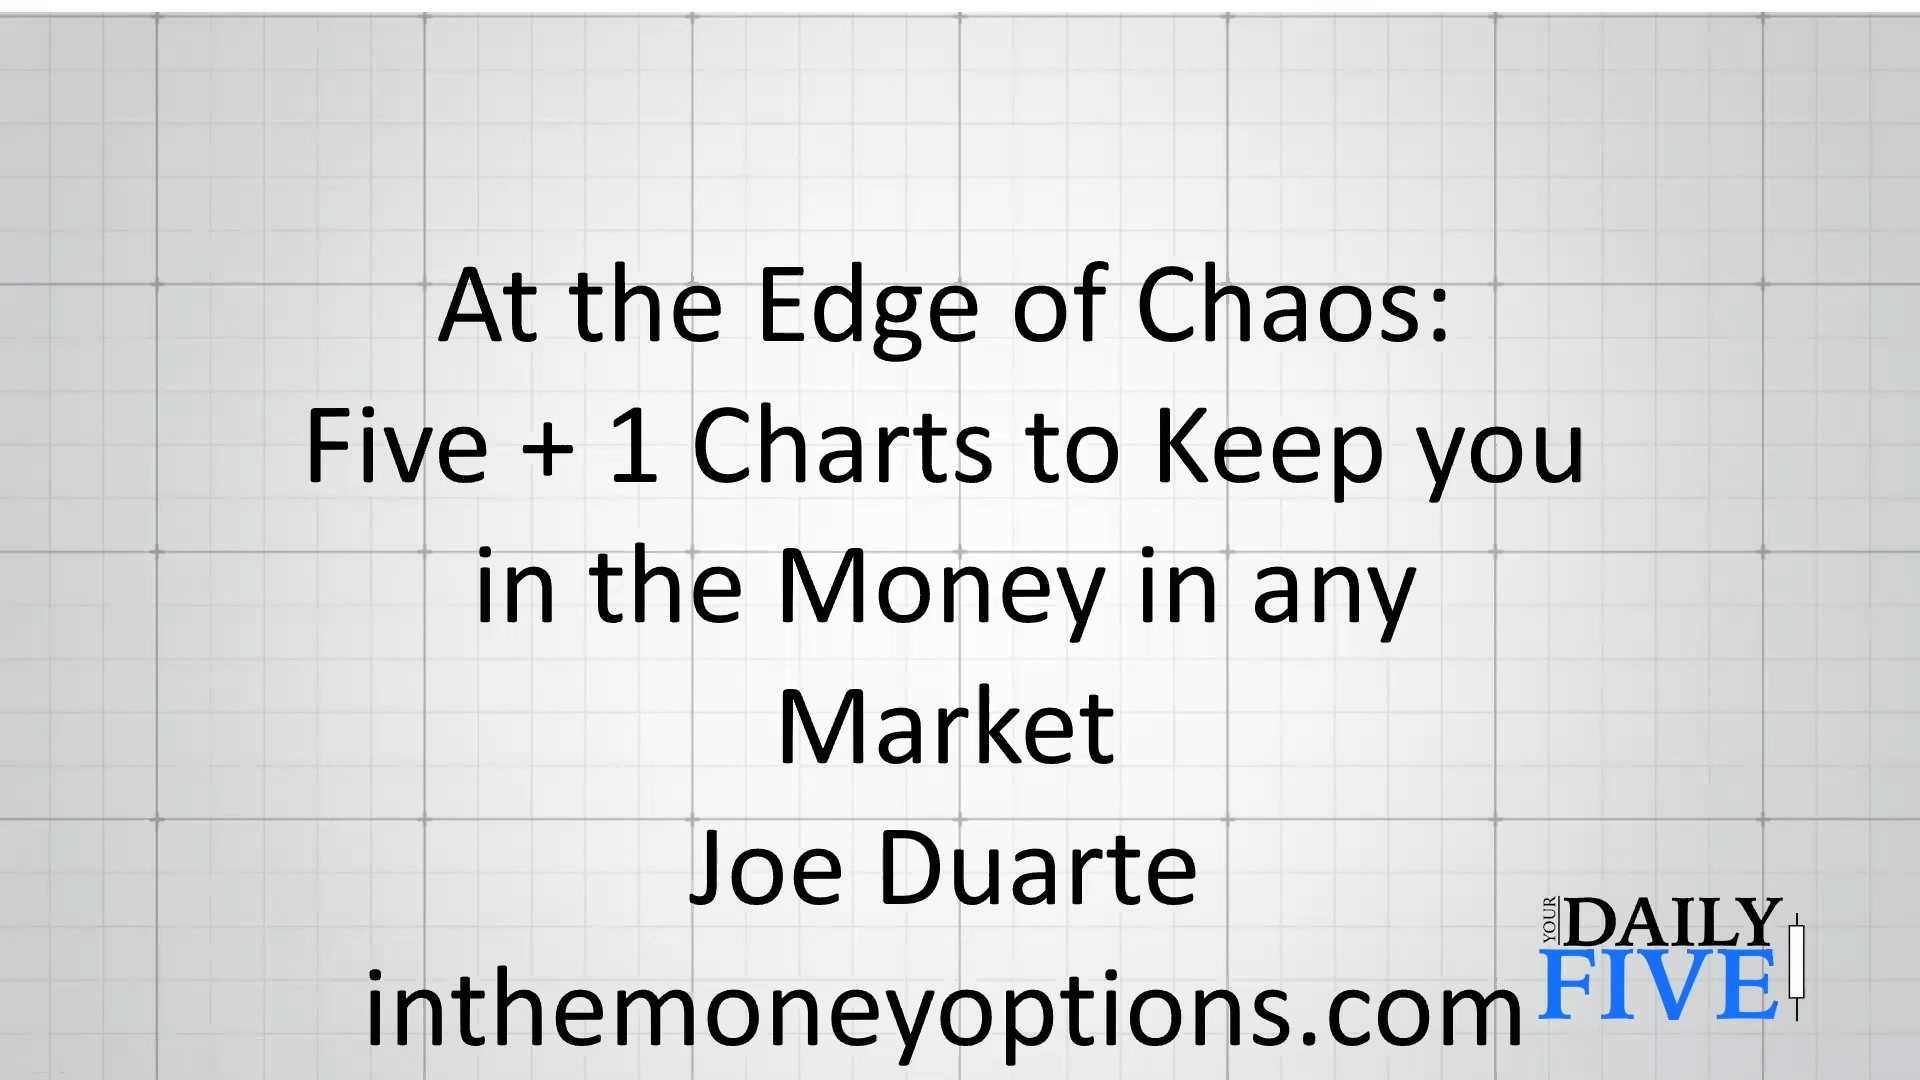 At the Edge of Chaos:
Five + 1 Charts to Keep you
in the Money in any
Market
Joe Duarte
inthemoneyoptions.com
YOUR
DAILY
FIVE